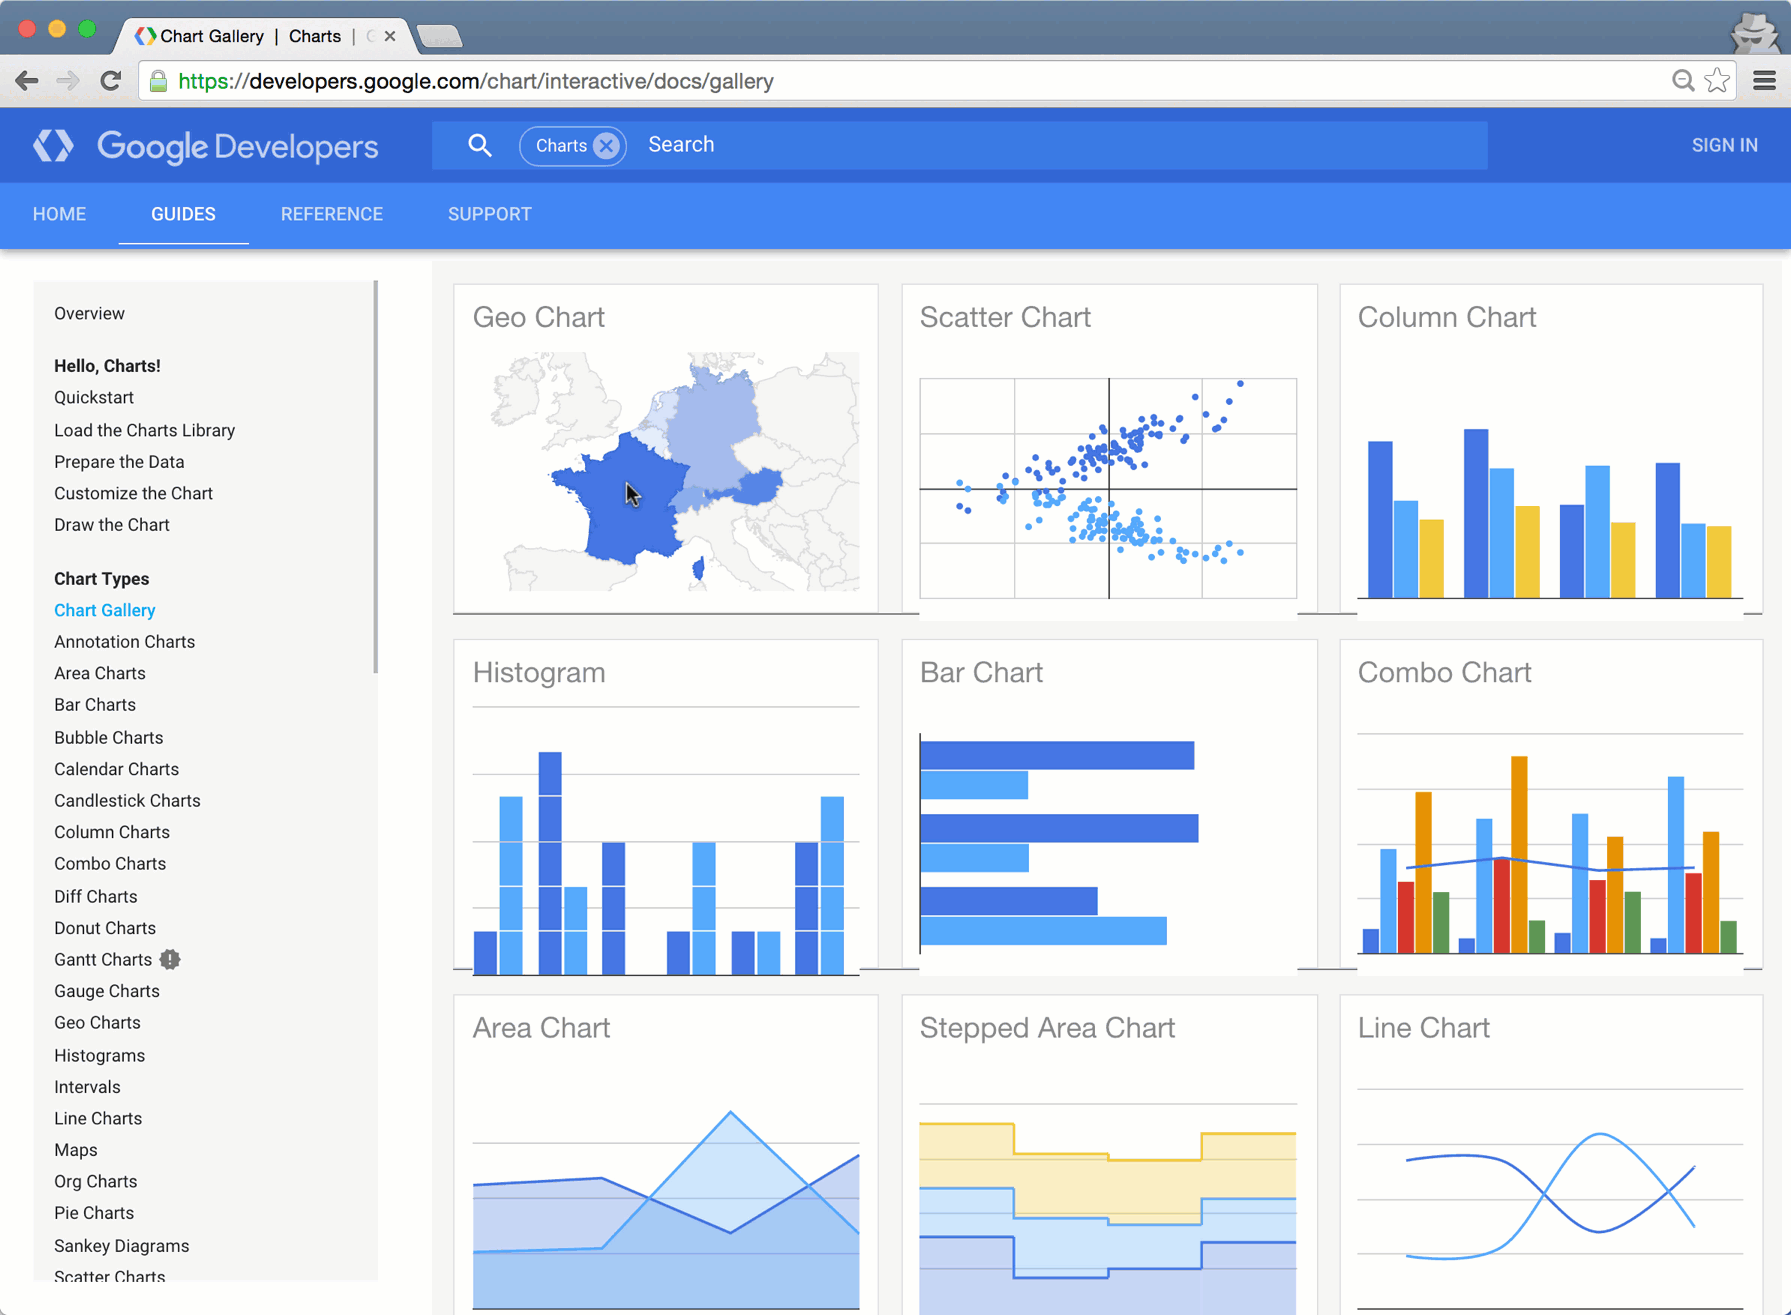 Chart Gallery | Charts |
https://developers.google.com/chart/interactive/docs/gallery
Google Developers
Charts
Search
SIGN IN
HOME
GUIDES
REFERENCE
SUPPORT
Overview
Hello, Charts!
Quickstart
Load the Charts Library
Prepare the Data
Customize the Chart
Draw the Chart
Chart Types
Chart Gallery
Annotation Charts
Area Charts
Bar Charts
Bubble Charts
Calendar Charts
Candlestick Charts
Column Charts
Combo Charts
Diff Charts
Donut Charts
Gantt Charts
Gauge Charts
Geo Charts
Histograms
Intervals
Line Charts
Maps
Org Charts
Pie Charts
Sankey Diagrams
Scatter Charts
Geo Chart
Scatter Chart
Column Chart
Histogram
Bar Chart
Combo Chart
Area Chart
Stepped Area Chart
Line Chart